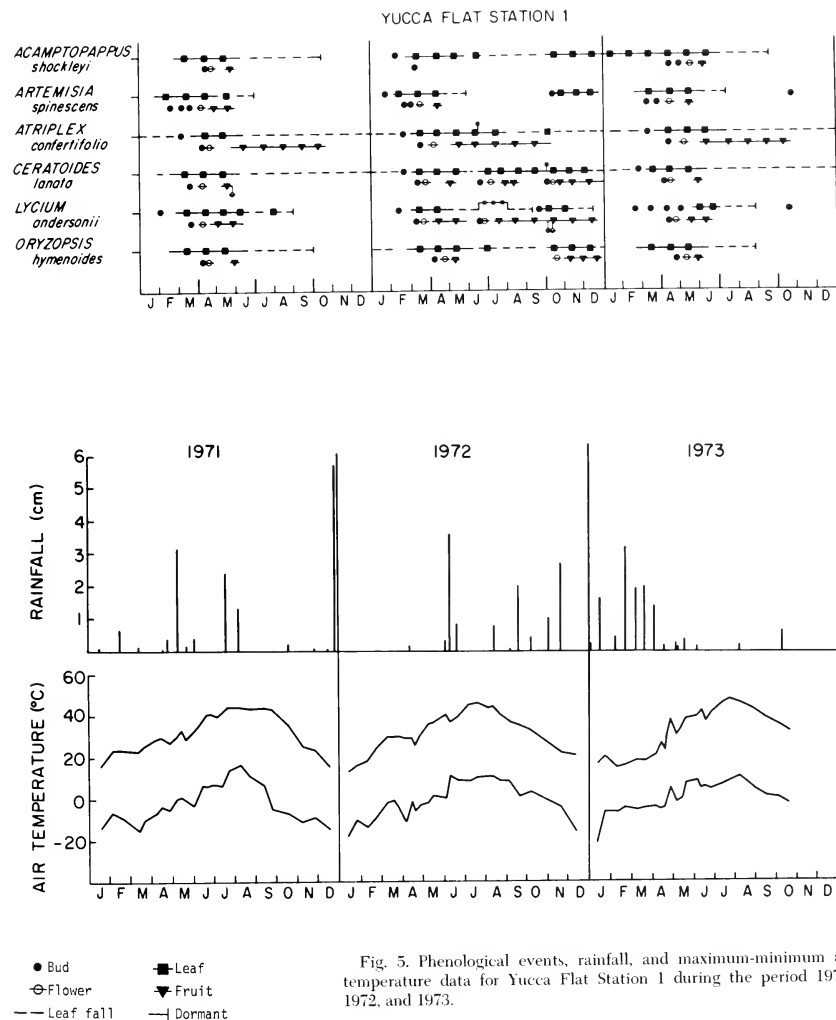 YUCCA FLAT STATION 1
ACAMPTOPAPPUS
shockleyi
ARTEMISIA
spinescens
ATRIPLEX
confertifolia
CERATOIDES
lanata
LYCIUM
andersonii
ORYZOPSIS
hymenoides
J F M A M J J A S O N D J F M A M J J A S O N D J F M A M J J A S O N D
1971 1972 1973
RAINFALL (cm)
6
5
4
3
2
1
AIR TEMPERATURE (°C)
60
40
20
0
-20
J F M A M J J A S O N D J F M A M J J A S O N D J F M A M J J A S O N D
Bud Leaf
Flower Fruit
Leaf fall Dormant
Fig. 5. Phenological events, rainfall, and maximum-minimum
temperature data for Yucca Flat Station 1 during the period
1972, and 1973.